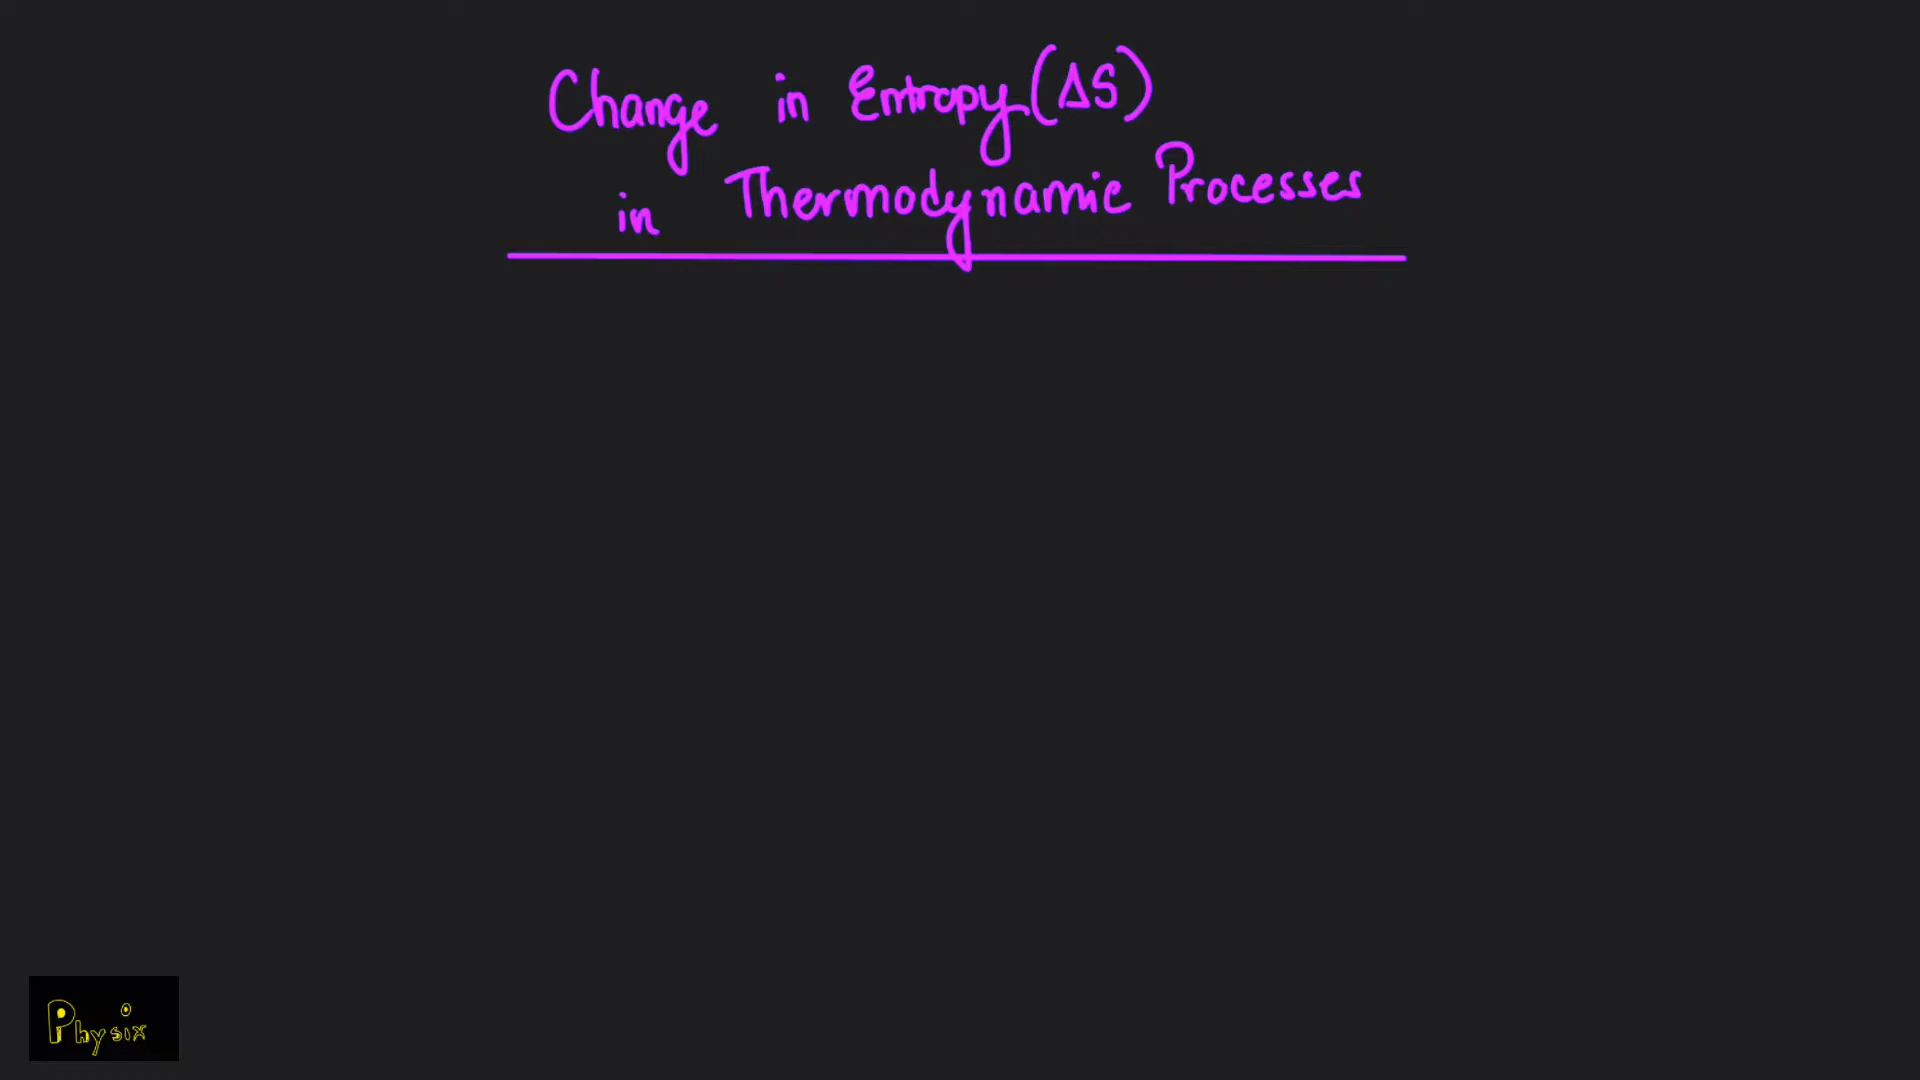 Change in Entropy (ΔS)
in Thermodynamic Processes
Physix